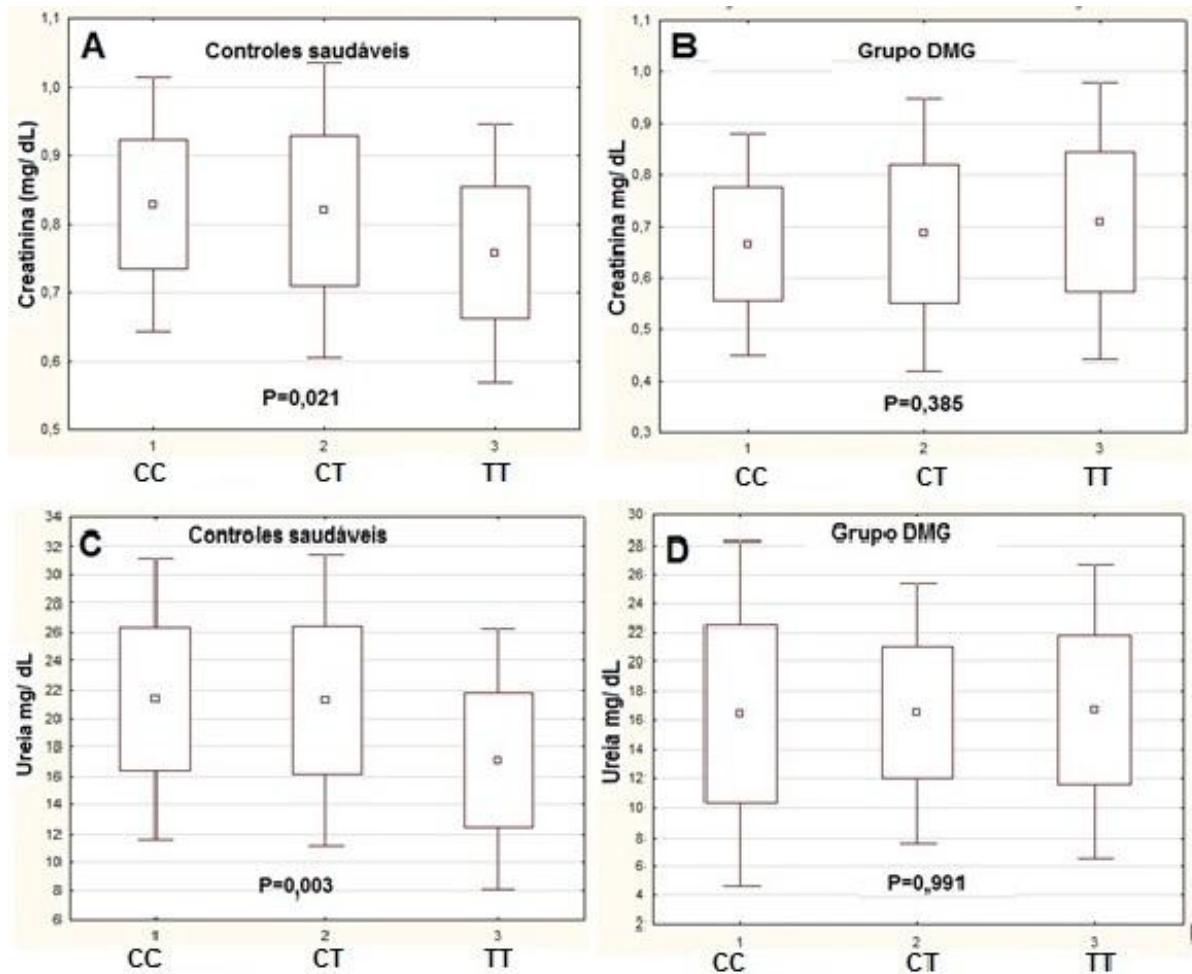 A
Controles saudáveis
Creatinina (mg/ dL)
1,1
1,0
0,9
0,8
0,7
0,6
0,5
P=0,021
1 2 3
CC CT TT
B
Grupo DMG
Creatinina mg/ dL
1,1
1,0
0,9
0,8
0,7
0,6
0,5
0,4
0,3
P=0,385
1 2 3
CC CT TT
C
Controles saudáveis
Ureia mg/ dL
34
32
30
28
26
24
22
20
18
16
14
12
10
8
6
P=0,003
1 2 3
CC CT TT
D
Grupo DMG
Ureia mg/ dL
30
28
26
24
22
20
18
16
14
12
10
8
6
4
2
P=0,991
1 2 3
CC CT TT